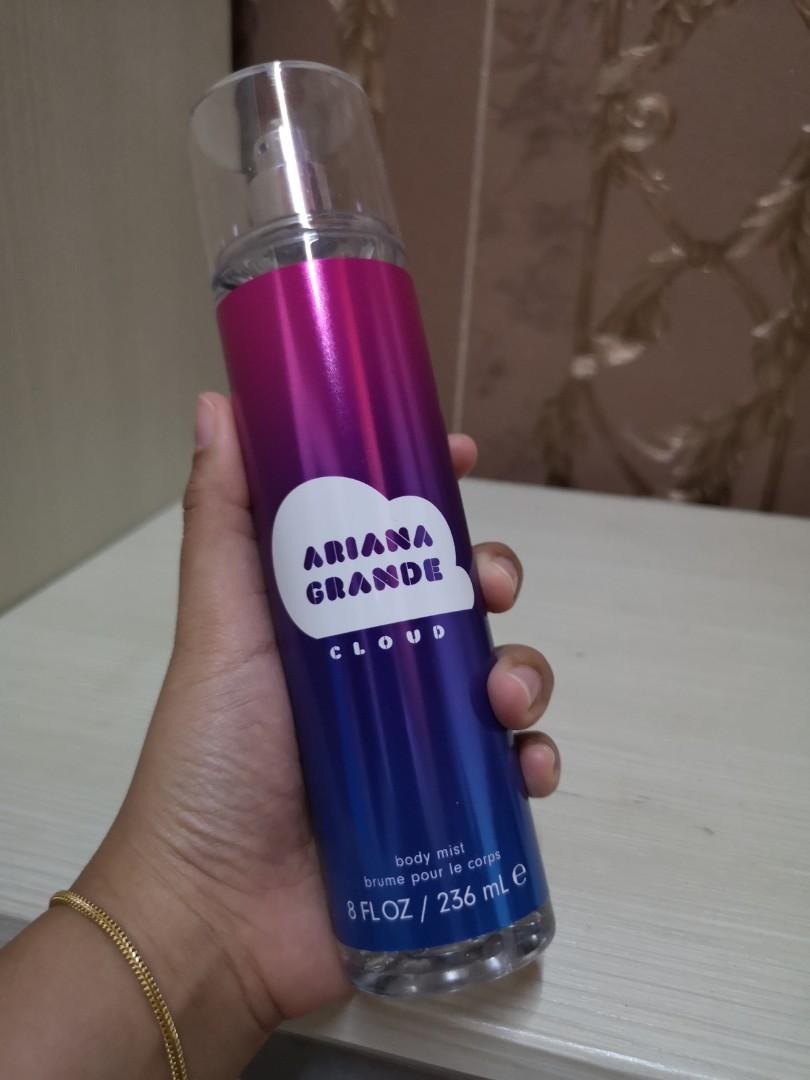 ARIANA
GRANDE
CLOUD
body mist
brume pour le corps
8 FL OZ / 236 mL ℮